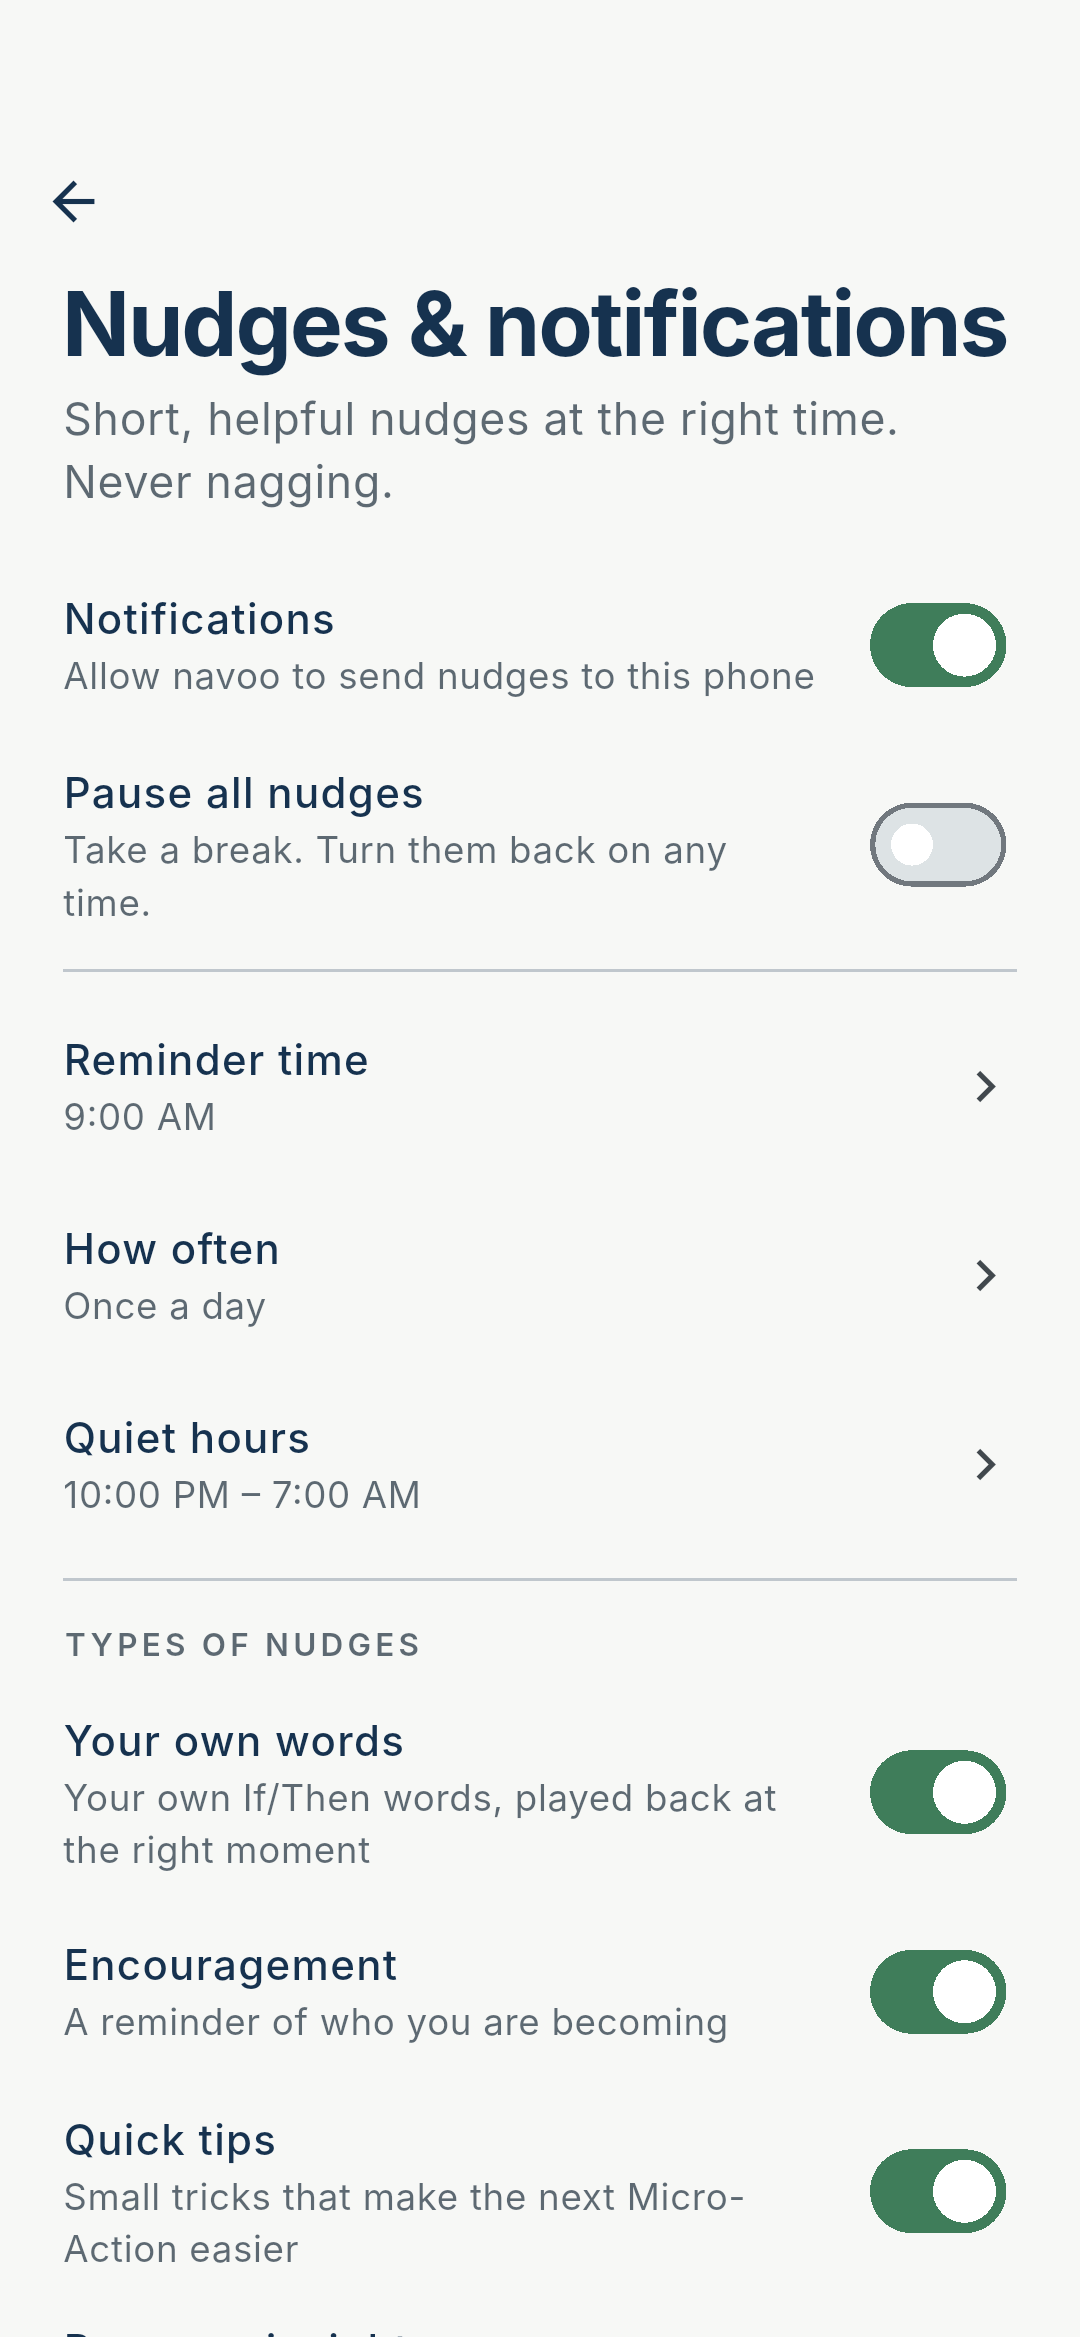 Nudges & notifications
Short, helpful nudges at the right time.
Never nagging.
Notifications
Allow navoo to send nudges to this phone
Pause all nudges
Take a break. Turn them back on any
time.
Reminder time
9:00 AM
How often
Once a day
Quiet hours
10:00 PM – 7:00 AM
TYPES OF NUDGES
Your own words
Your own If/Then words, played back at
the right moment
Encouragement
A reminder of who you are becoming
Quick tips
Small tricks that make the next Micro-
Action easier